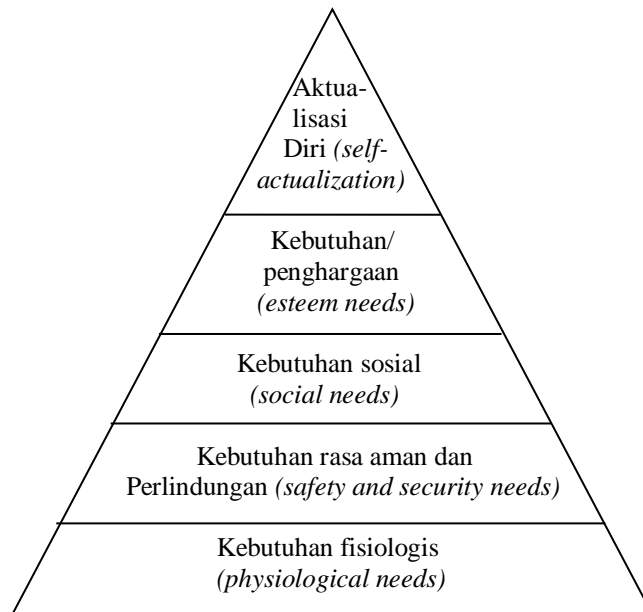 Aktua-
lisasi
Diri (self-
actualization)
Kebutuhan/
penghargaan
(esteem needs)
Kebutuhan sosial
(social needs)
Kebutuhan rasa aman dan
Perlindungan (safety and security needs)
Kebutuhan fisiologis
(physiological needs)